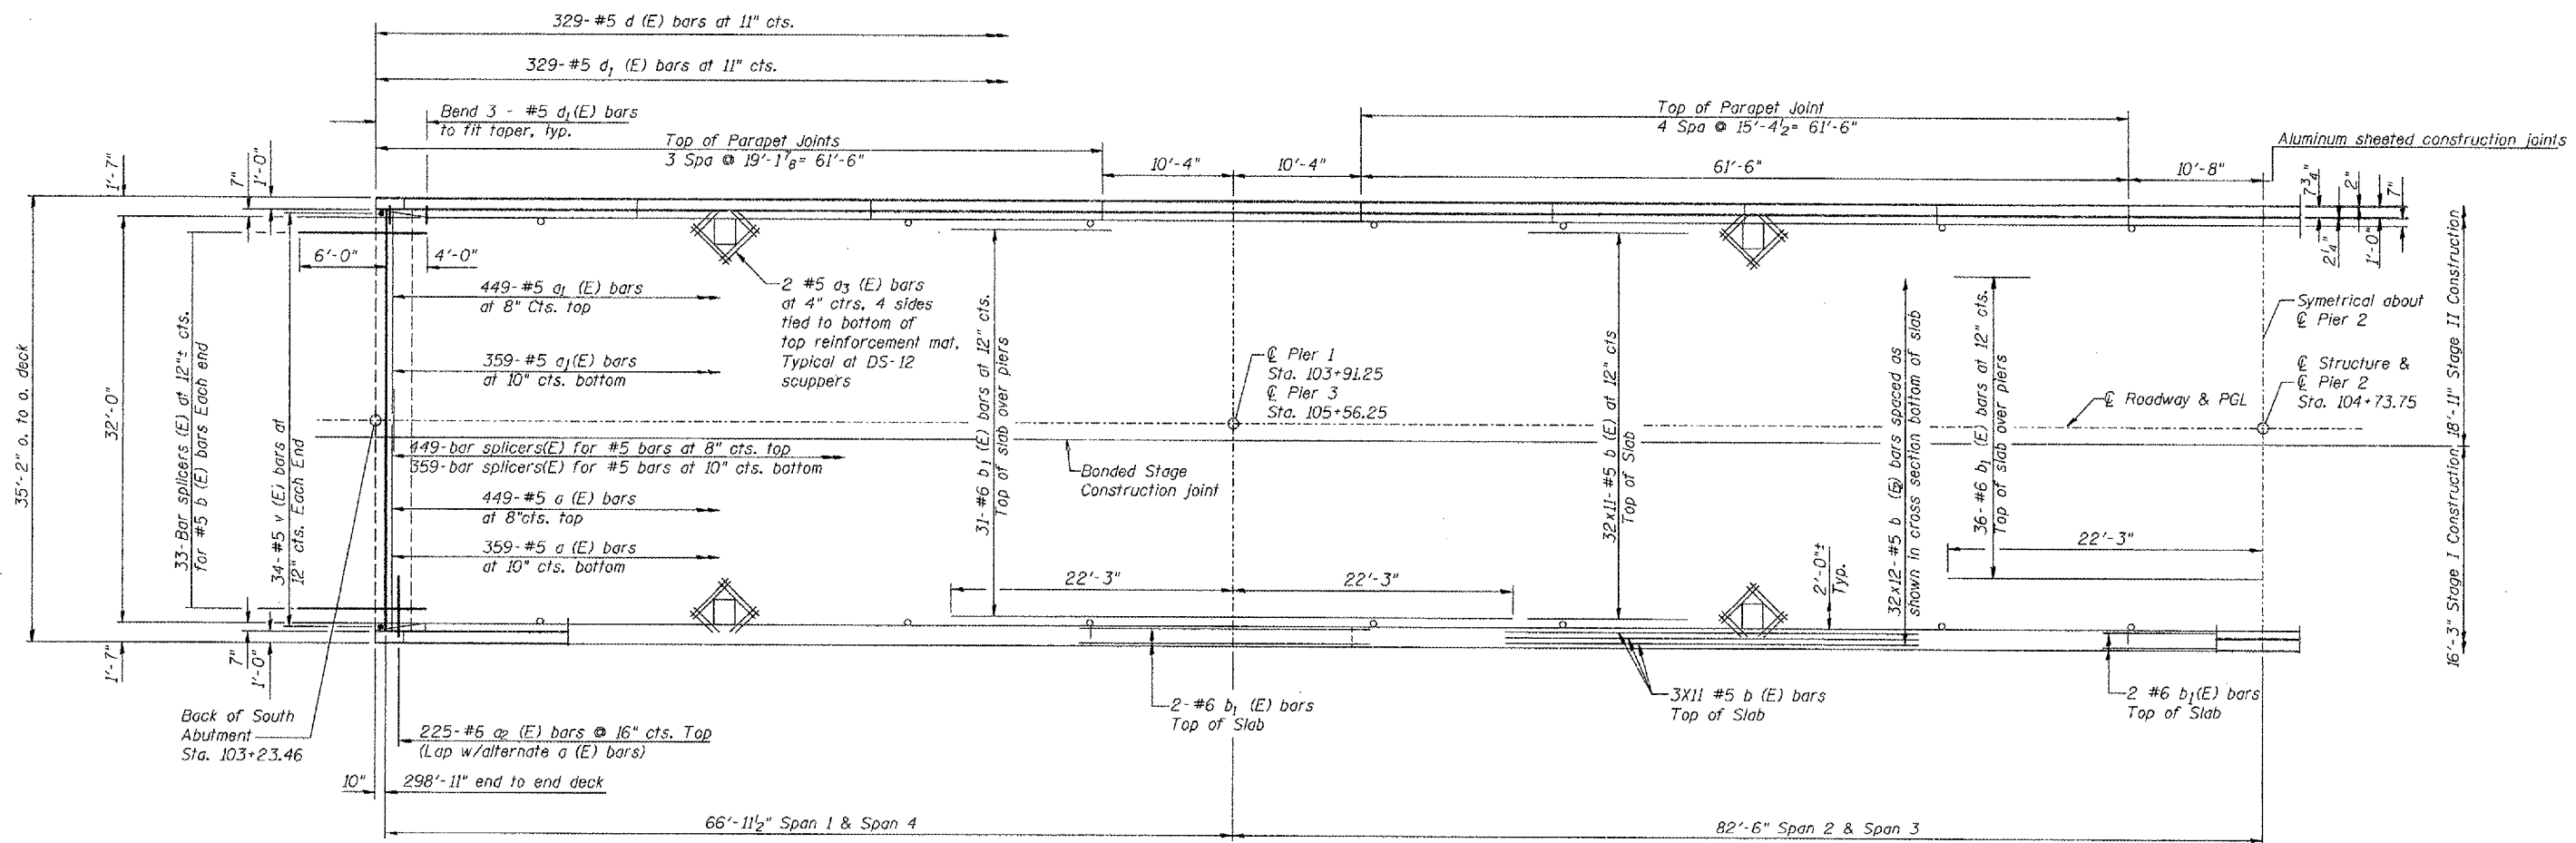 329- #5 d (E) bars at 11" cts.
329- #5 d1 (E) bars at 11" cts.
Bend 3 - #5 d1(E) bars
to fit taper, typ.
Top of Parapet Joints
3 Spa @ 19'-1 7/8= 61'-6"
10'-4"
10'-4"
Top of Parapet Joint
4 Spa @ 15'-4 1/2= 61'-6"
61'-6"
10'-8"
Aluminum sheeted construction joints
1'-7"
7"
1'-0"
7 3/4"
2"
7"
2 1/4"
1'-0"
35'-2" o. to o. deck
32'-0"
6'-0"
4'-0"
33-Bar splicers (E) at 12"± cts.
for #5 b (E) bars Each end
34- #5 v (E) bars at
12" cts. Each End
449- #5 a1 (E) bars
at 8" Cts. top
359- #5 a1(E) bars
at 10" cts. bottom
449-bar splicers(E) for #5 bars at 8" cts. top
359-bar splicers(E) for #5 bars at 10" cts. bottom
449- #5 a (E) bars
at 8"cts. top
359- #5 a (E) bars
at 10" cts. bottom
2 #5 a3 (E) bars
at 4" ctrs, 4 sides
tied to bottom of
top reinforcement mat.
Typical at DS-12
scuppers
31- #6 b1 (E) bars at 12" cts.
Top of slab over piers
Bonded Stage
Construction joint
℄ Pier 1
Sta. 103+91.25
℄ Pier 3
Sta. 105+56.25
32x11- #5 b (E) at 12" cts
Top of Slab
32x12- #5 b (E) bars spaced as
shown in cross section bottom of slab
36- #6 b1 (E) bars at 12" cts.
Top of slab over piers
℄ Roadway & PGL
Symetrical about
℄ Pier 2
℄ Structure &
℄ Pier 2
Sta. 104+73.75
16'-3" Stage I Construction
18'-11" Stage II Construction
22'-3"
22'-3"
2'-0"±
Typ.
22'-3"
1'-7"
7"
1'-0"
Back of South
Abutment
Sta. 103+23.46
225- #6 a2 (E) bars @ 16" cts. Top
(Lap w/alternate a (E) bars)
2- #6 b1 (E) bars
Top of Slab
3X11 #5 b (E) bars
Top of Slab
2 #6 b1(E) bars
Top of Slab
10"
298'-11" end to end deck
66'-11 1/2" Span 1 & Span 4
82'-6" Span 2 & Span 3